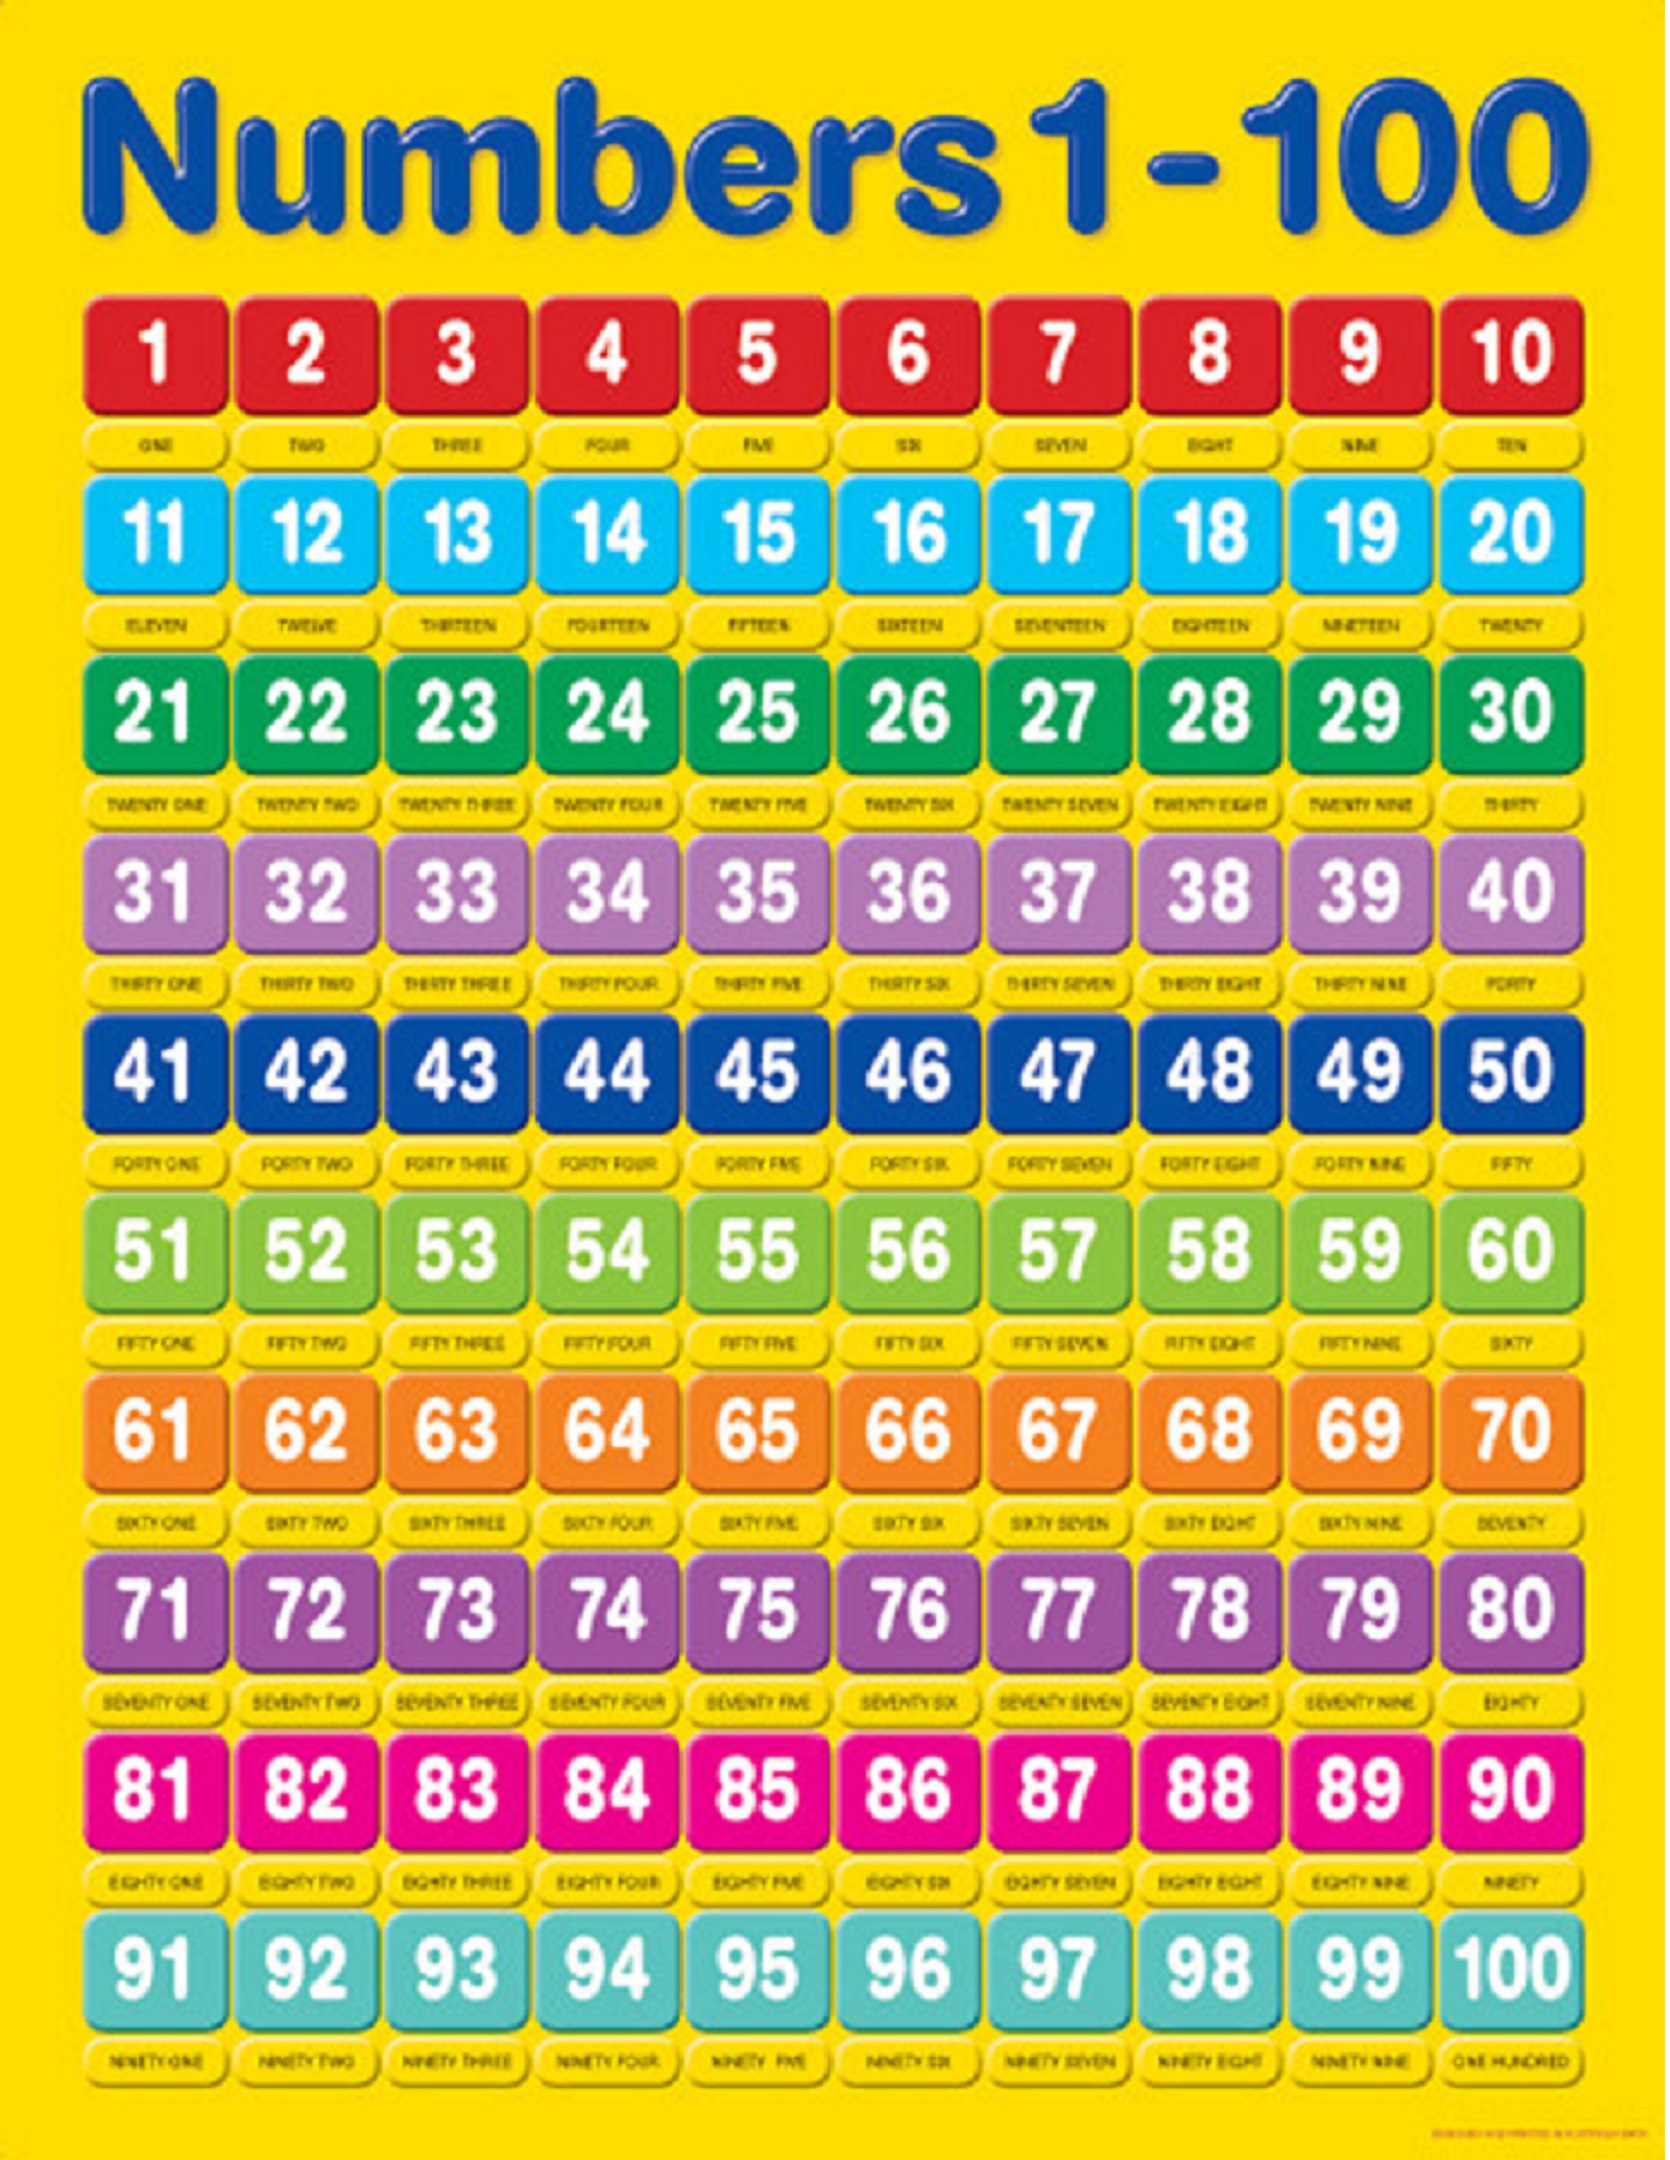 Numbers 1-100
1 2 3 4 5 6 7 8 9 10
ONE TWO THREE FOUR FIVE SIX SEVEN EIGHT NINE TEN
11 12 13 14 15 16 17 18 19 20
ELEVEN TWELVE THIRTEEN FOURTEEN FIFTEEN SIXTEEN SEVENTEEN EIGHTEEN NINETEEN TWENTY
21 22 23 24 25 26 27 28 29 30
TWENTY ONE TWENTY TWO TWENTY THREE TWENTY FOUR TWENTY FIVE TWENTY SIX TWENTY SEVEN TWENTY EIGHT TWENTY NINE THIRTY
31 32 33 34 35 36 37 38 39 40
THIRTY ONE THIRTY TWO THIRTY THREE THIRTY FOUR THIRTY FIVE THIRTY SIX THIRTY SEVEN THIRTY EIGHT THIRTY NINE FORTY
41 42 43 44 45 46 47 48 49 50
FORTY ONE FORTY TWO FORTY THREE FORTY FOUR FORTY FIVE FORTY SIX FORTY SEVEN FORTY EIGHT FORTY NINE FIFTY
51 52 53 54 55 56 57 58 59 60
FIFTY ONE FIFTY TWO FIFTY THREE FIFTY FOUR FIFTY FIVE FIFTY SIX FIFTY SEVEN FIFTY EIGHT FIFTY NINE SIXTY
61 62 63 64 65 66 67 68 69 70
SIXTY ONE SIXTY TWO SIXTY THREE SIXTY FOUR SIXTY FIVE SIXTY SIX SIXTY SEVEN SIXTY EIGHT SIXTY NINE SEVENTY
71 72 73 74 75 76 77 78 79 80
SEVENTY ONE SEVENTY TWO SEVENTY THREE SEVENTY FOUR SEVENTY FIVE SEVENTY SIX SEVENTY SEVEN SEVENTY EIGHT SEVENTY NINE EIGHTY
81 82 83 84 85 86 87 88 89 90
EIGHTY ONE EIGHTY TWO EIGHTY THREE EIGHTY FOUR EIGHTY FIVE EIGHTY SIX EIGHTY SEVEN EIGHTY EIGHT EIGHTY NINE NINETY
91 92 93 94 95 96 97 98 99 100
NINETY ONE NINETY TWO NINETY THREE NINETY FOUR NINETY FIVE NINETY SIX NINETY SEVEN NINETY EIGHT NINETY NINE ONE HUNDRED